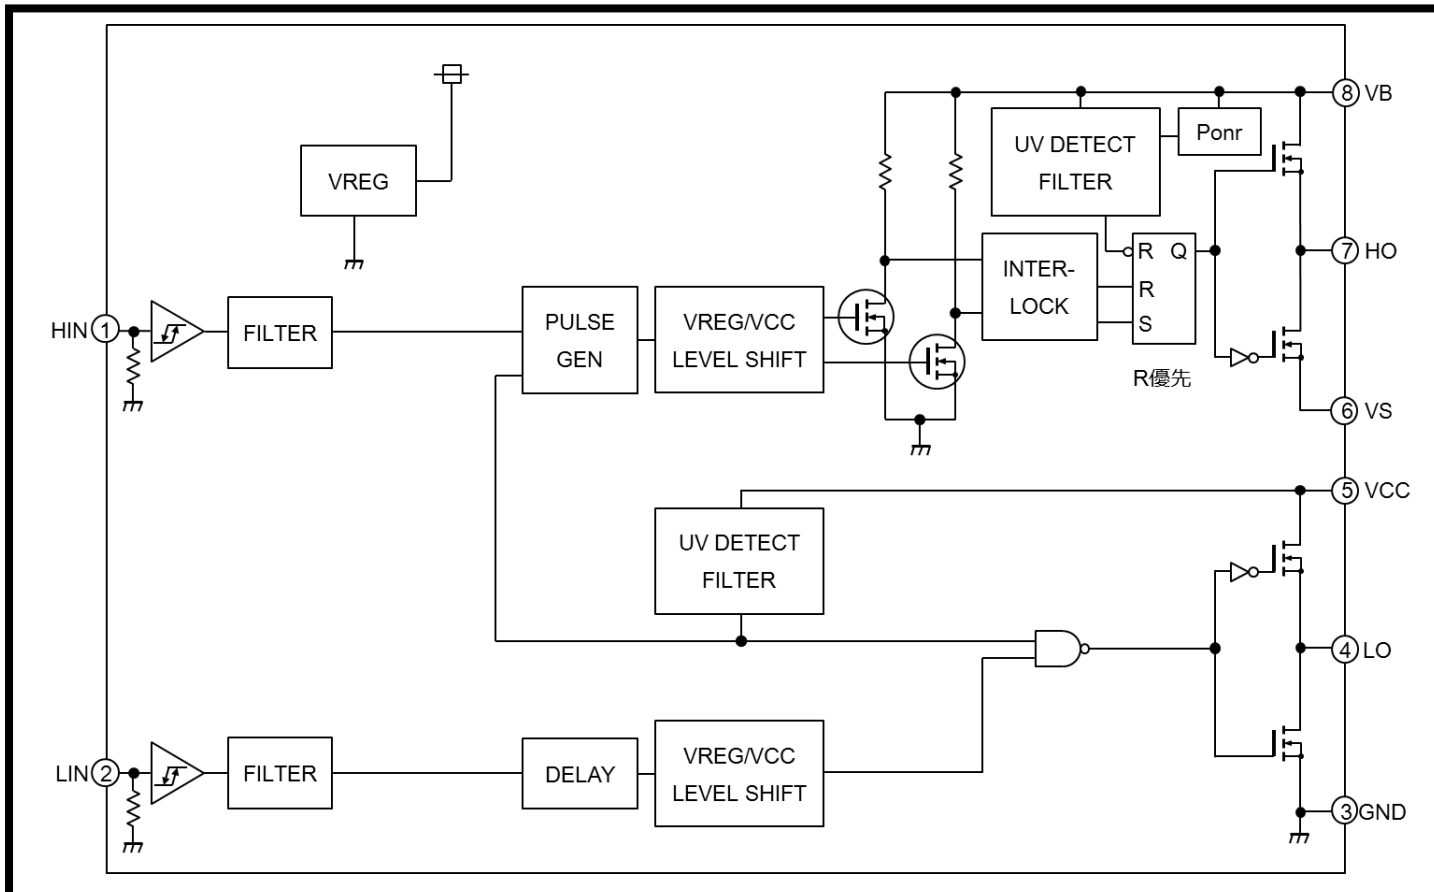 8 VB
Ponr
UV DETECT
FILTER
VREG
R Q
7 HO
INTER-
LOCK
R
S
HIN 1
FILTER
PULSE
GEN
VREG/VCC
LEVEL SHIFT
R優先
6 VS
5 VCC
UV DETECT
FILTER
4 LO
LIN 2
FILTER
DELAY
VREG/VCC
LEVEL SHIFT
3 GND